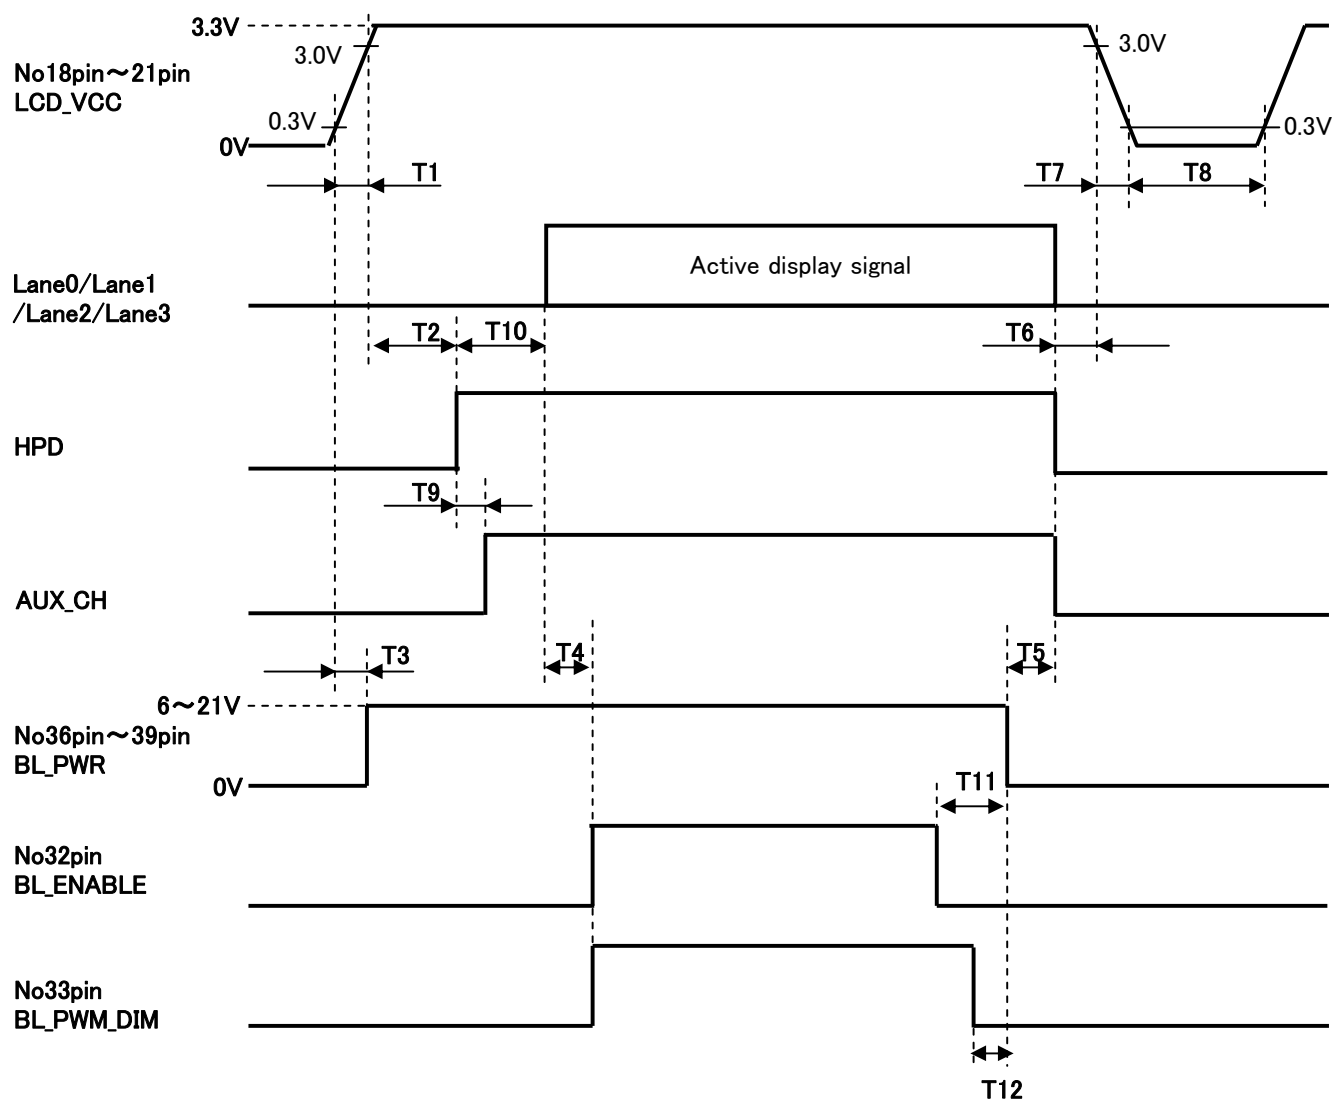 3.3V
3.0V
3.0V
No18pin～21pin
LCD_VCC
0.3V
0.3V
0V
T1
T7
T8
Active display signal
Lane0/Lane1
/Lane2/Lane3
T2
T10
T6
HPD
T9
AUX_CH
T3
T4
T5
6～21V
No36pin～39pin
BL_PWR
0V
T11
No32pin
BL_ENABLE
No33pin
BL_PWM_DIM
T12